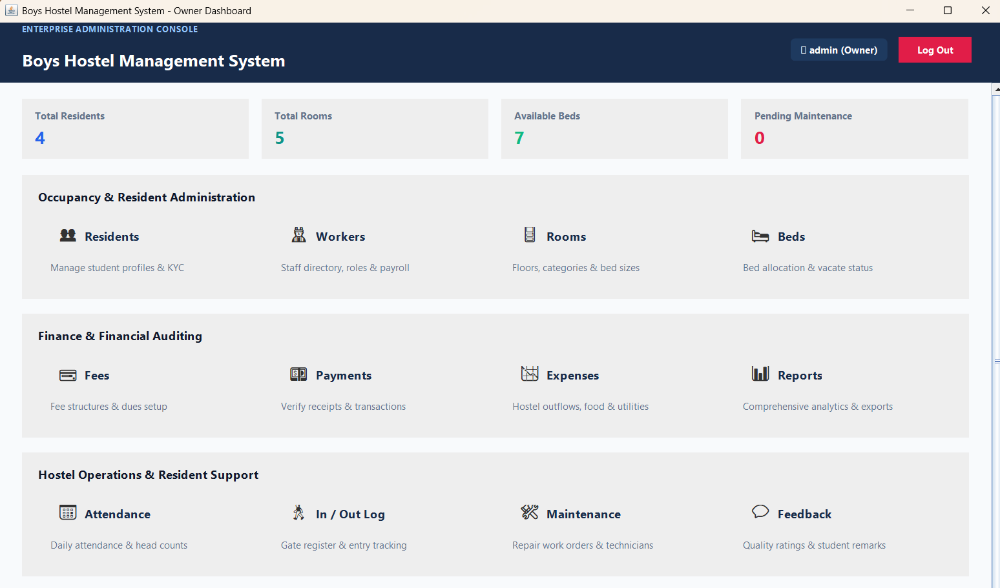 Boys Hostel Management System - Owner Dashboard
ENTERPRISE ADMINISTRATION CONSOLE
Boys Hostel Management System
admin (Owner)
Log Out
Total Residents
4
Total Rooms
5
Available Beds
7
Pending Maintenance
0
Occupancy & Resident Administration
Residents
Manage student profiles & KYC
Workers
Staff directory, roles & payroll
Rooms
Floors, categories & bed sizes
Beds
Bed allocation & vacate status
Finance & Financial Auditing
Fees
Fee structures & dues setup
Payments
Verify receipts & transactions
Expenses
Hostel outflows, food & utilities
Reports
Comprehensive analytics & exports
Hostel Operations & Resident Support
Attendance
Daily attendance & head counts
In / Out Log
Gate register & entry tracking
Maintenance
Repair work orders & technicians
Feedback
Quality ratings & student remarks